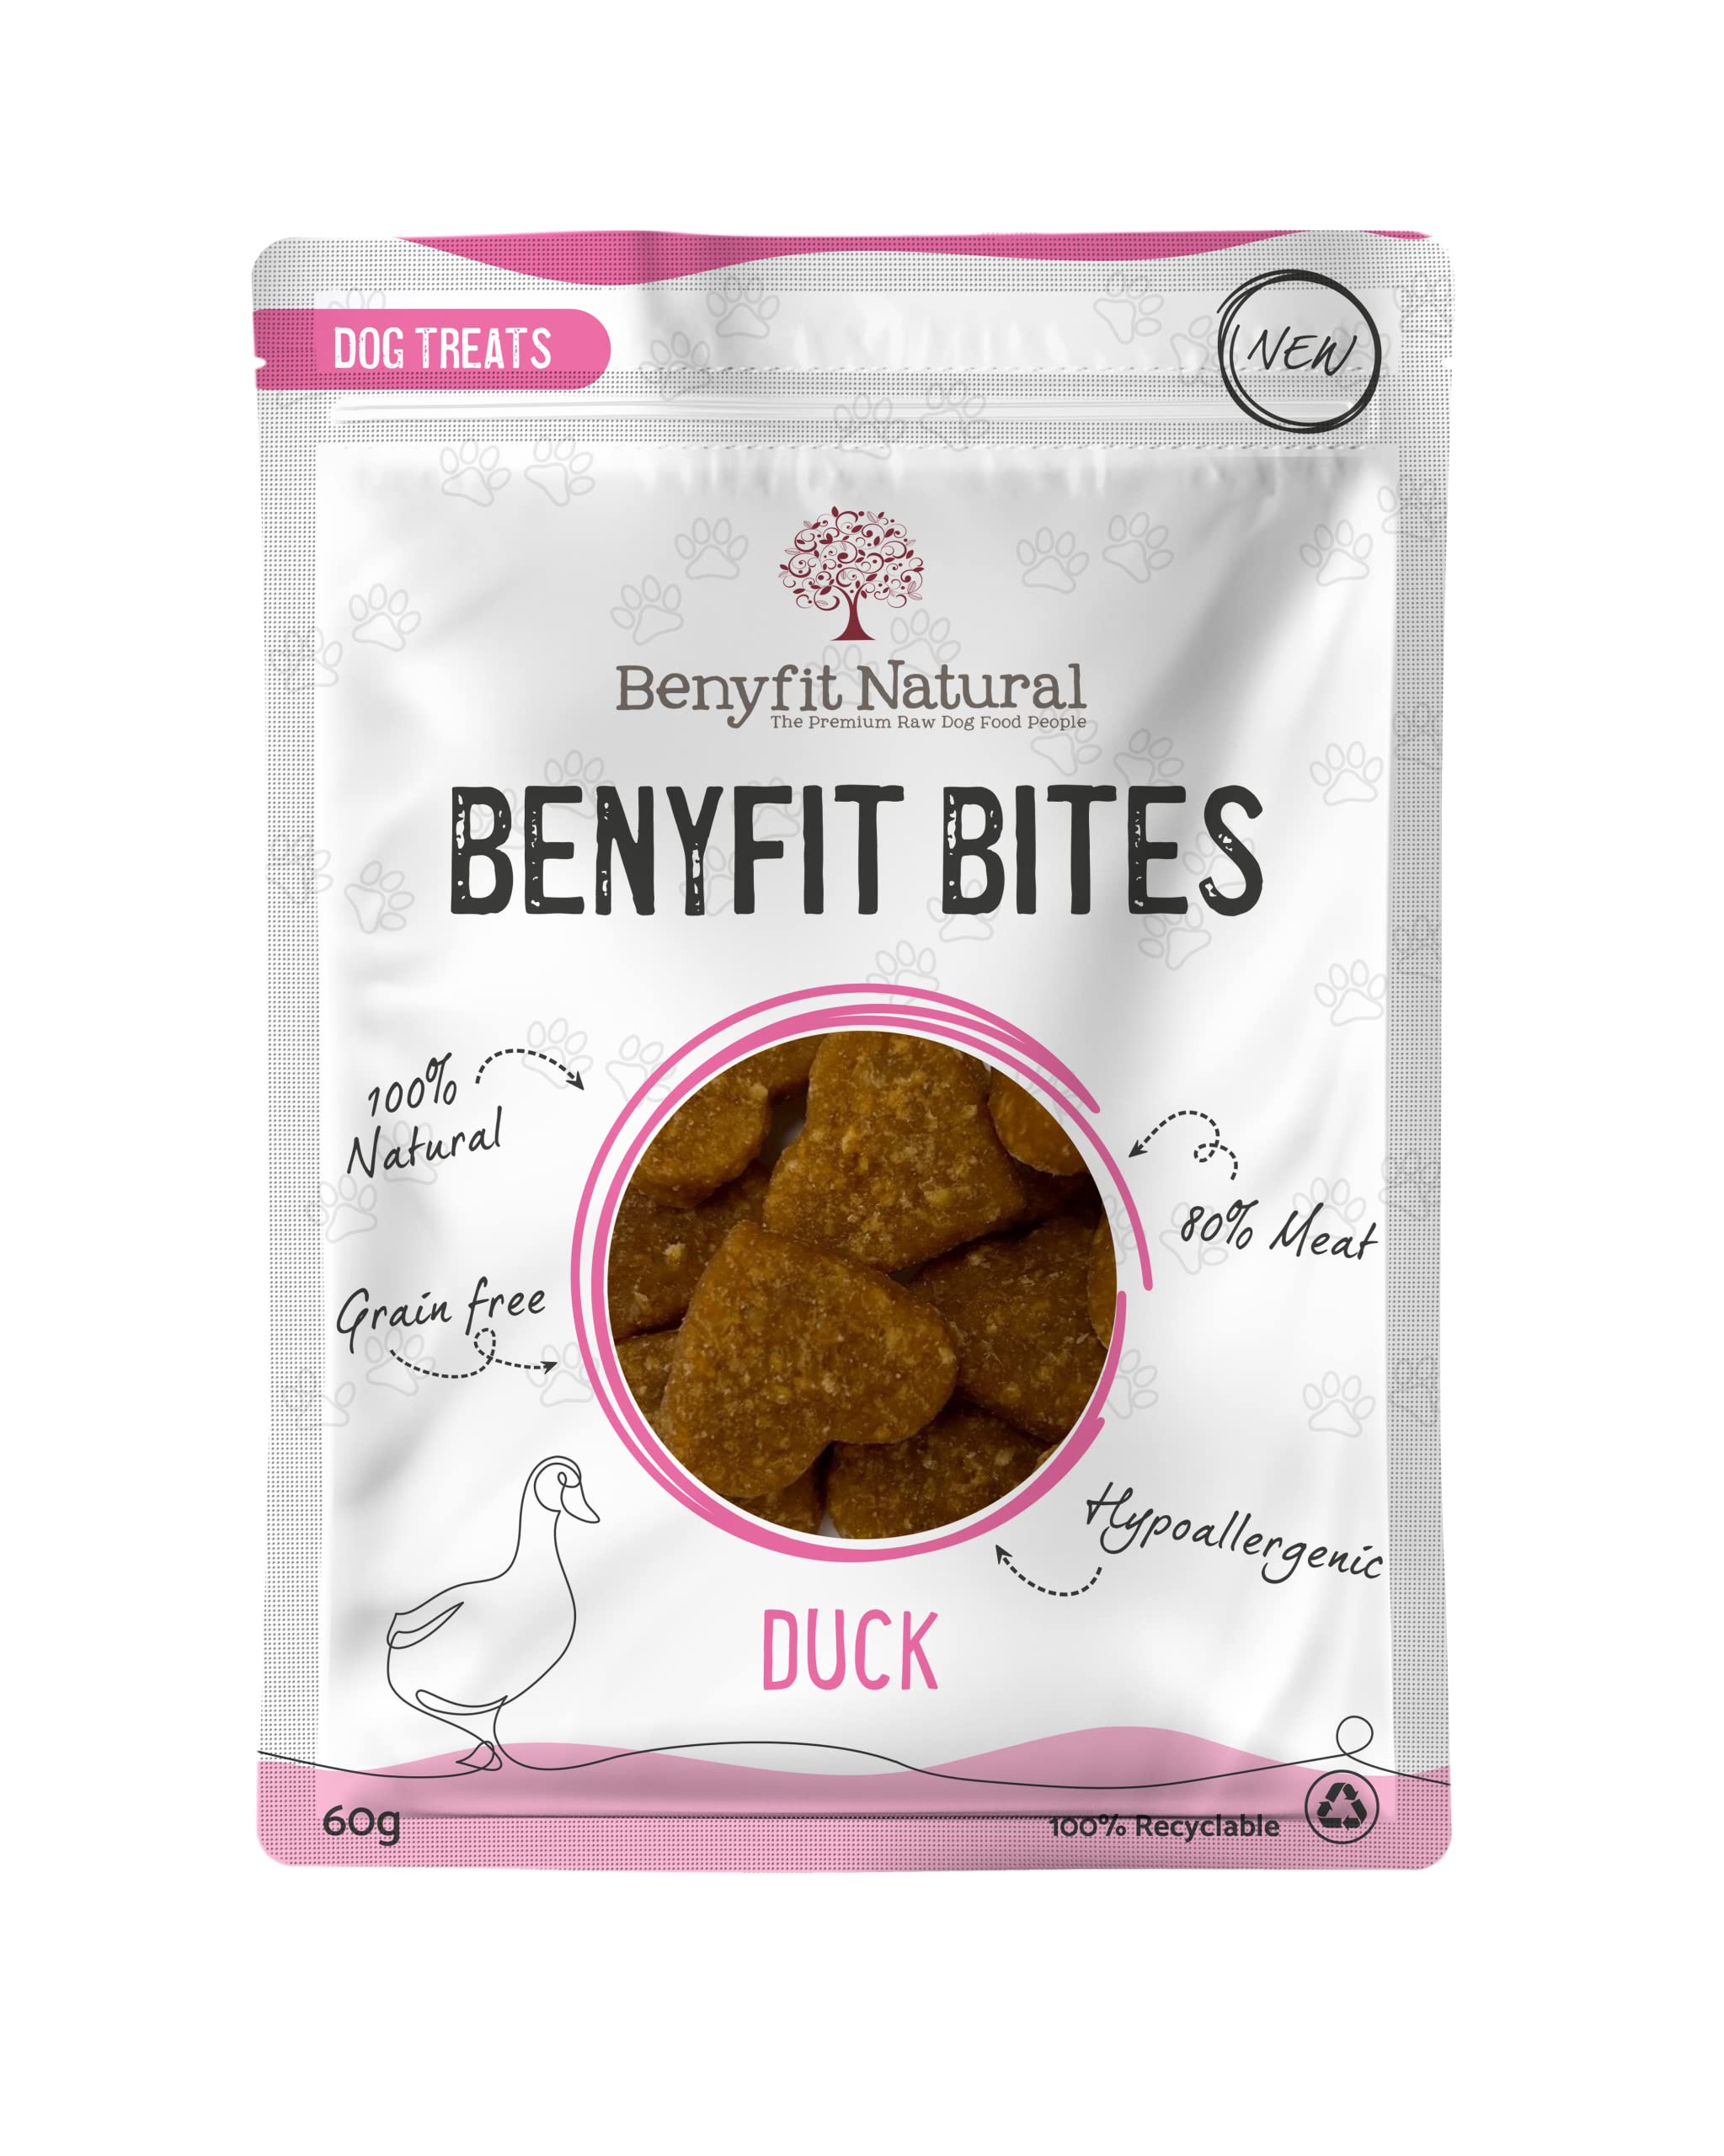 DOG TREATS
NEW
Benyfit Natural
The Premium Raw Dog Food People
BENYFIT BITES
100%
Natural
80% Meat
Grain free
Hypoallergenic
DUCK
60g
100% Recyclable